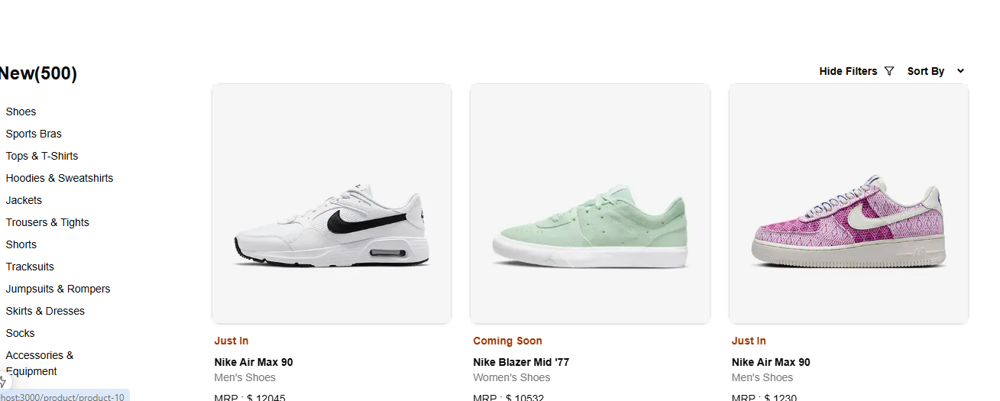 New(500)
Hide Filters
Sort By
Shoes
Sports Bras
Tops & T-Shirts
Hoodies & Sweatshirts
Jackets
Trousers & Tights
Shorts
Tracksuits
Jumpsuits & Rompers
Skirts & Dresses
Socks
Accessories &
Equipment
Just In
Nike Air Max 90
Men's Shoes
MRP : $ 12045
Coming Soon
Nike Blazer Mid '77
Women's Shoes
MRP : $ 10532
Just In
Nike Air Max 90
Men's Shoes
MRP : $ 1230
host:3000/product/product-10